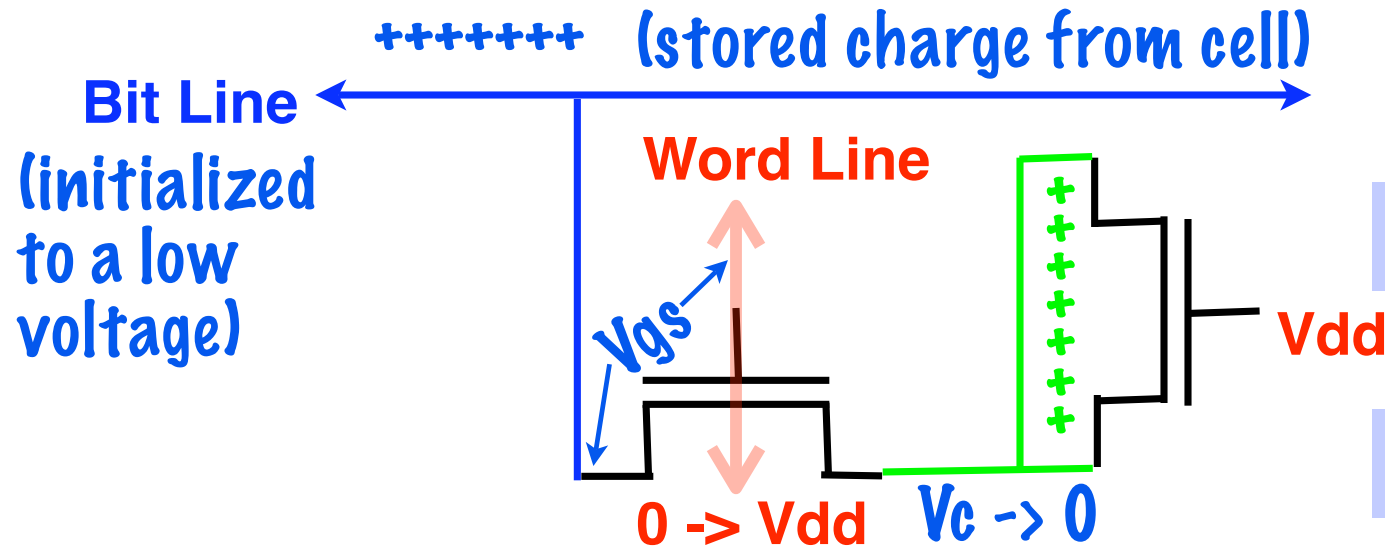 +++++++ (stored charge from cell)
Bit Line
(initialized
to a low
voltage)
Word Line
Vgs
+
+
+
+
+
+
+
Vdd
0 -> Vdd
Vc -> 0